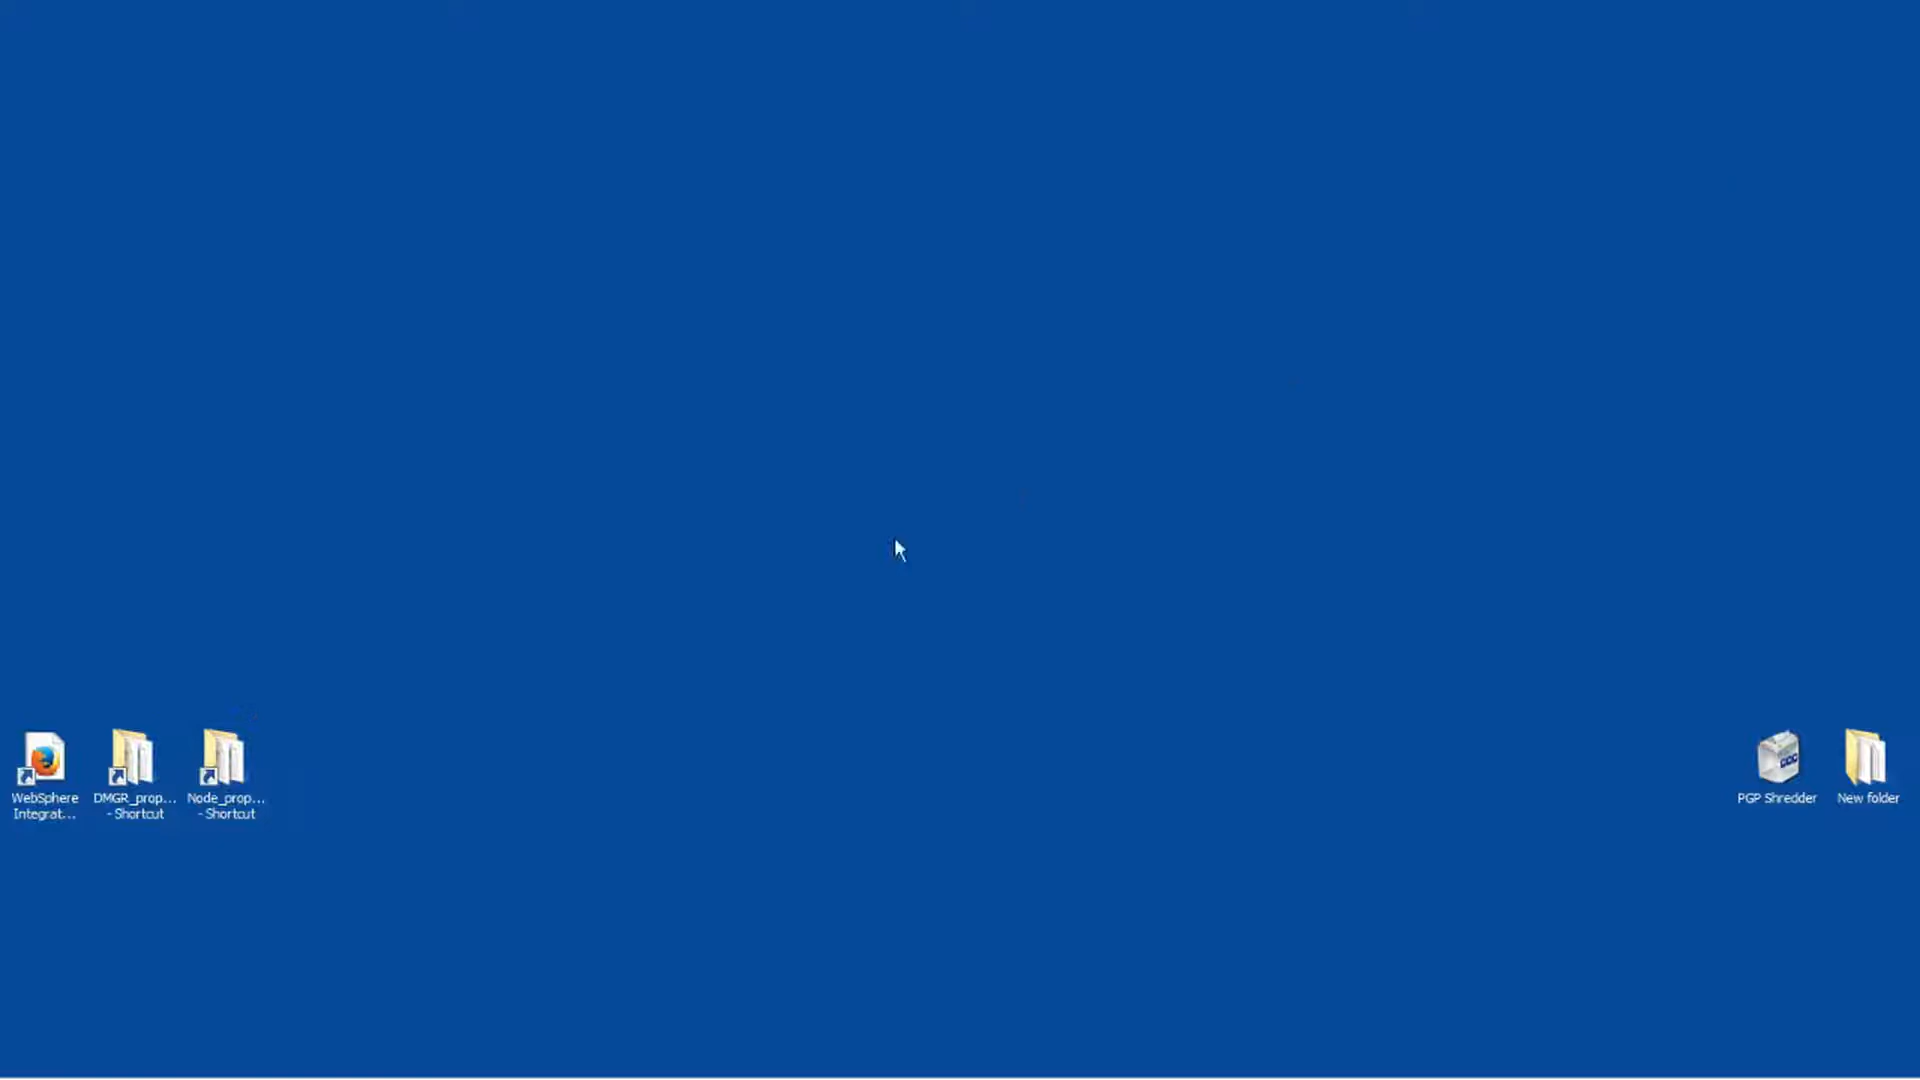 WebSphere
Integrat...
DMGR_prop...
- Shortcut
Node_prop...
- Shortcut
PGP Shredder
New folder